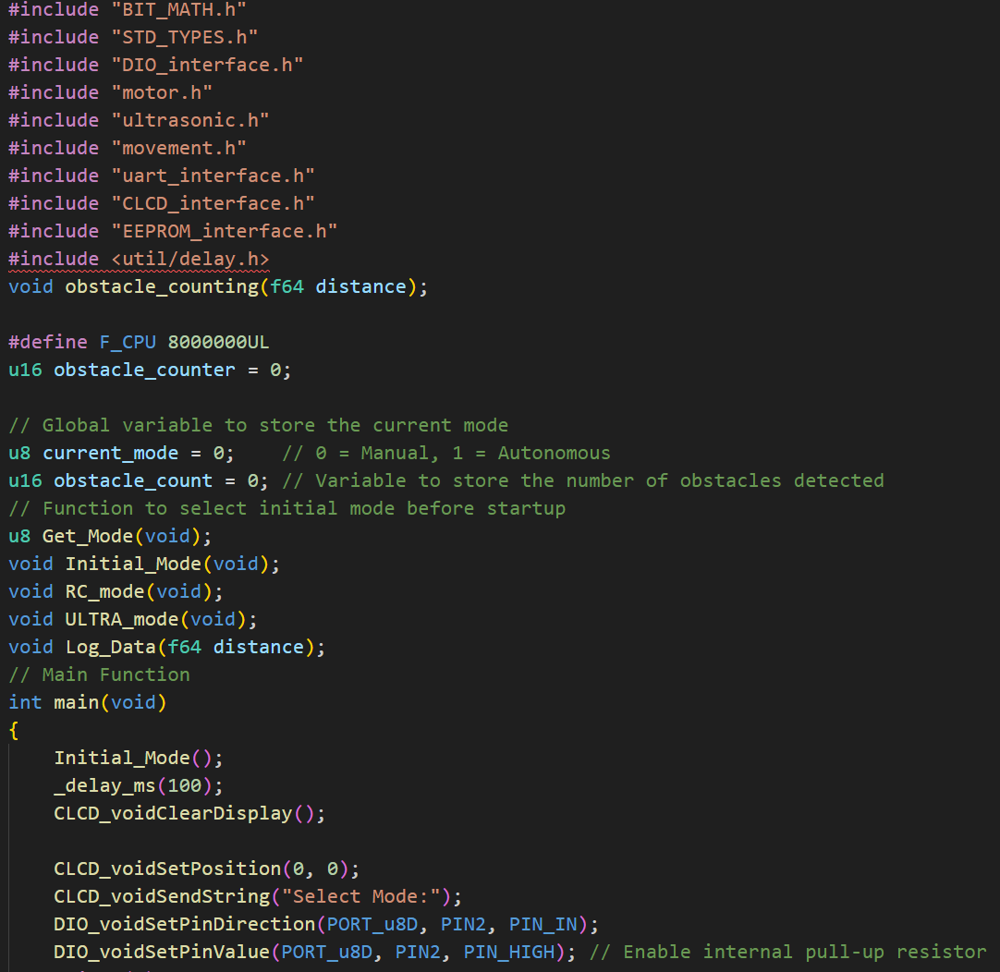 #include "BIT_MATH.h"
#include "STD_TYPES.h"
#include "DIO_interface.h"
#include "motor.h"
#include "ultrasonic.h"
#include "movement.h"
#include "uart_interface.h"
#include "CLCD_interface.h"
#include "EEPROM_interface.h"
#include <util/delay.h>
void obstacle_counting(f64 distance);

#define F_CPU 8000000UL
u16 obstacle_counter = 0;

// Global variable to store the current mode
u8 current_mode = 0;    // 0 = Manual, 1 = Autonomous
u16 obstacle_count = 0; // Variable to store the number of obstacles detected
// Function to select initial mode before startup
u8 Get_Mode(void);
void Initial_Mode(void);
void RC_mode(void);
void ULTRA_mode(void);
void Log_Data(f64 distance);
// Main Function
int main(void)
{
    Initial_Mode();
    _delay_ms(100);
    CLCD_voidClearDisplay();

    CLCD_voidSetPosition(0, 0);
    CLCD_voidSendString("Select Mode:");
    DIO_voidSetPinDirection(PORT_u8D, PIN2, PIN_IN);
    DIO_voidSetPinValue(PORT_u8D, PIN2, PIN_HIGH); // Enable internal pull-up resistor